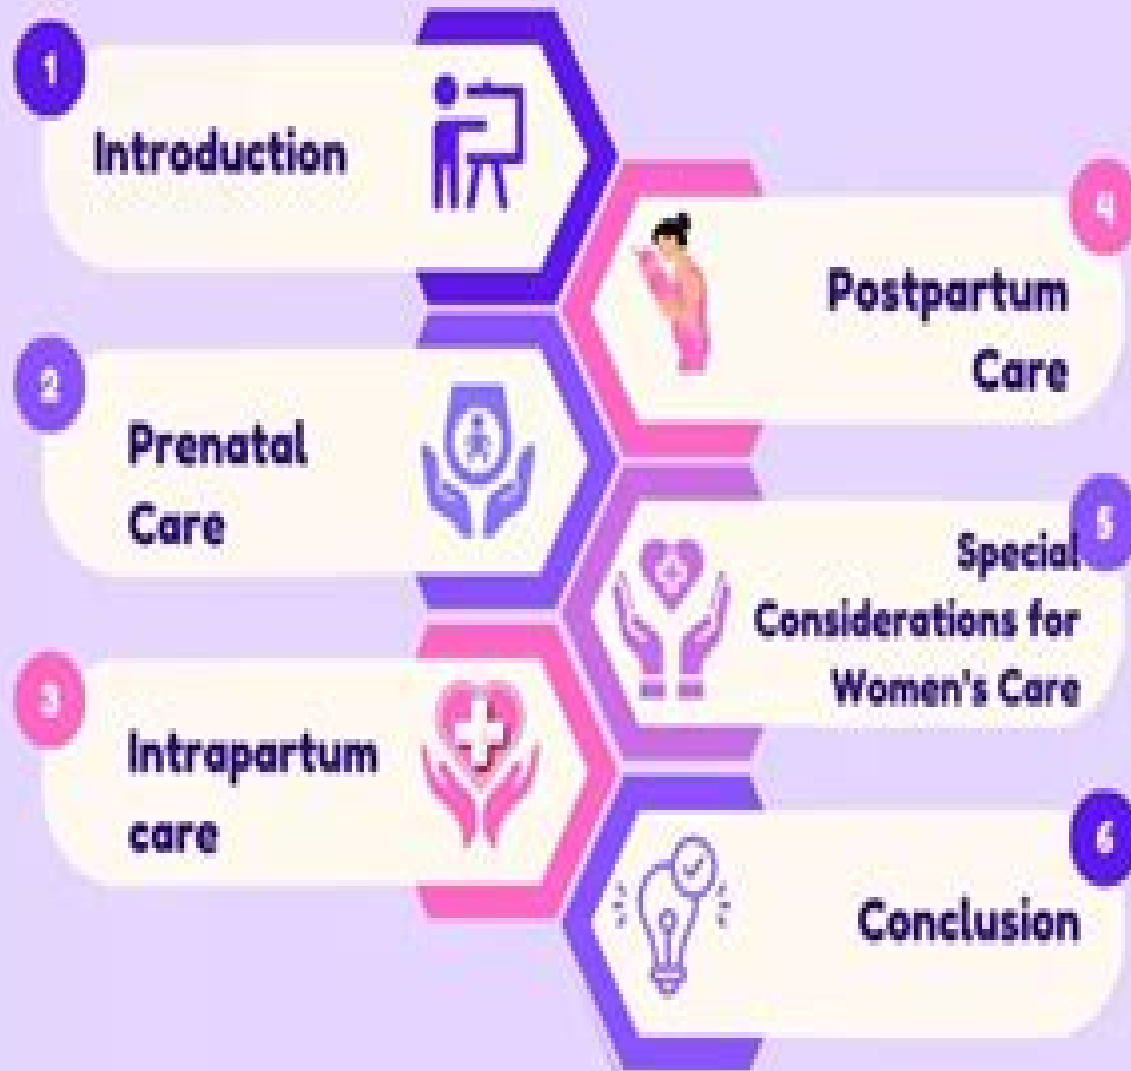 1
Introduction
2
Prenatal
Care
3
Intrapartum
care
4
Postpartum
Care
5
Special
Considerations for
Women's Care
6
Conclusion